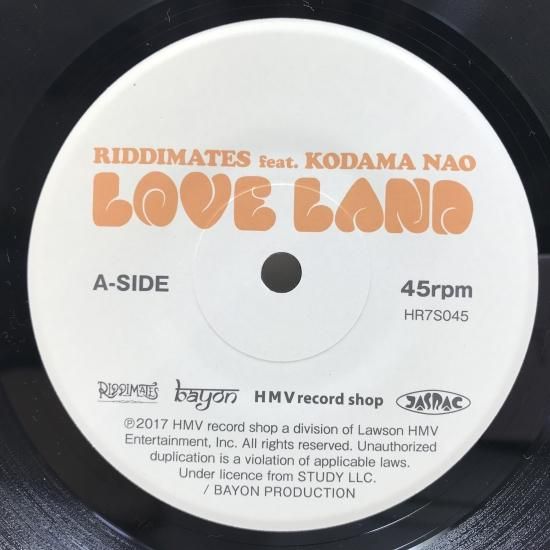 RIDDIMATES feat. KODAMA NAO
LOVE LAND
A-SIDE
45rpm
HR7S045
RIDDIMATES bayon HMV record shop JASRAC
℗2017 HMV record shop a division of Lawson HMV
Entertainment, Inc. All rights reserved. Unauthorized
duplication is a violation of applicable laws.
Under licence from STUDY LLC.
/ BAYON PRODUCTION